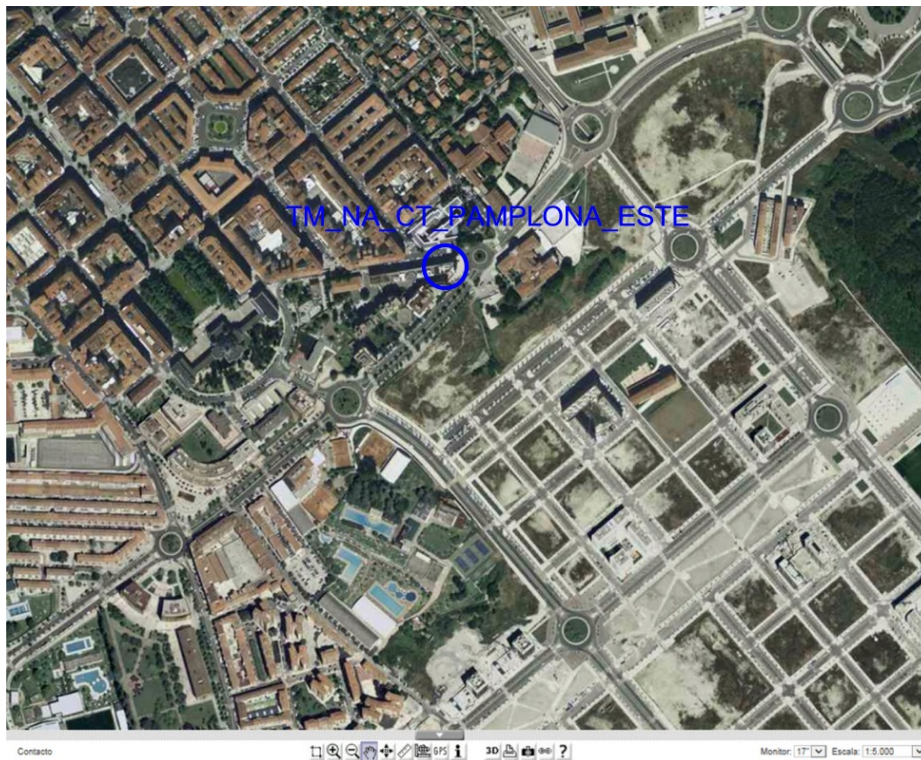 TM_NA_CT_PAMPLONA_ESTE
Contacto
GPS
3D
?
Monitor: 17"
Escala: 1:5.000